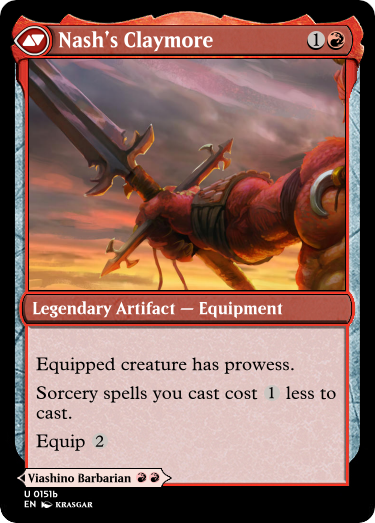 Nash's Claymore 1
Legendary Artifact — Equipment
Equipped creature has prowess.
Sorcery spells you cast cost 1 less to
cast.
Equip 2
Viashino Barbarian
U 0151b
EN KRASGAR